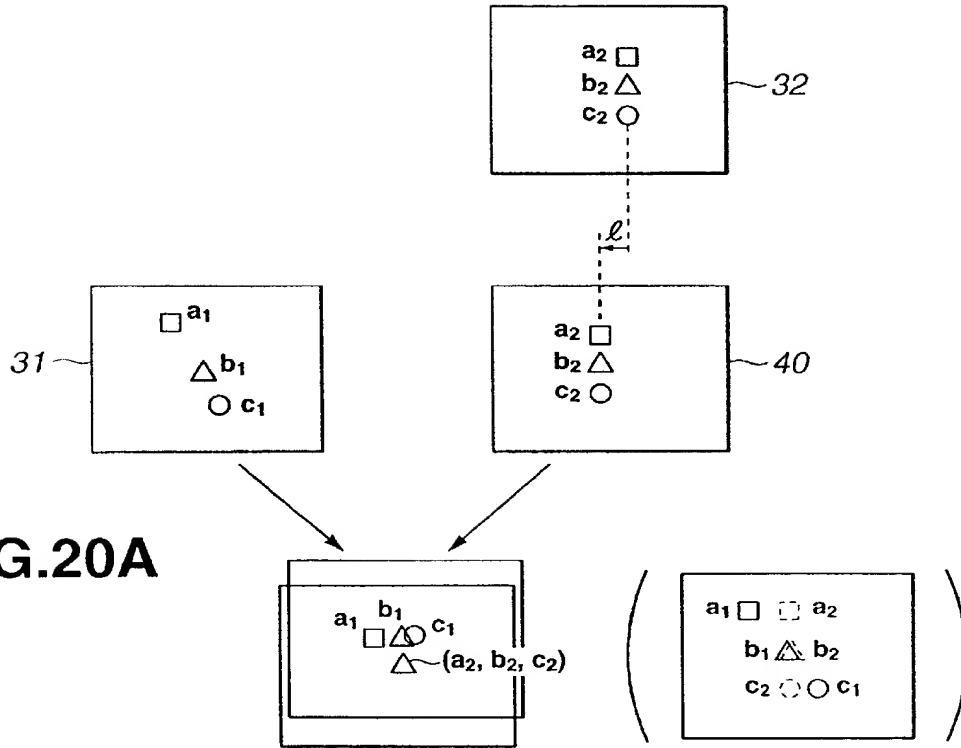 a₂
b₂
c₂
32
ℓ
a₁
31
b₁
c₁
a₂
b₂
c₂
40
G.20A
a₁
b₁
c₁
(a₂, b₂, c₂)
a₁ a₂
b₁ b₂
c₂ c₁